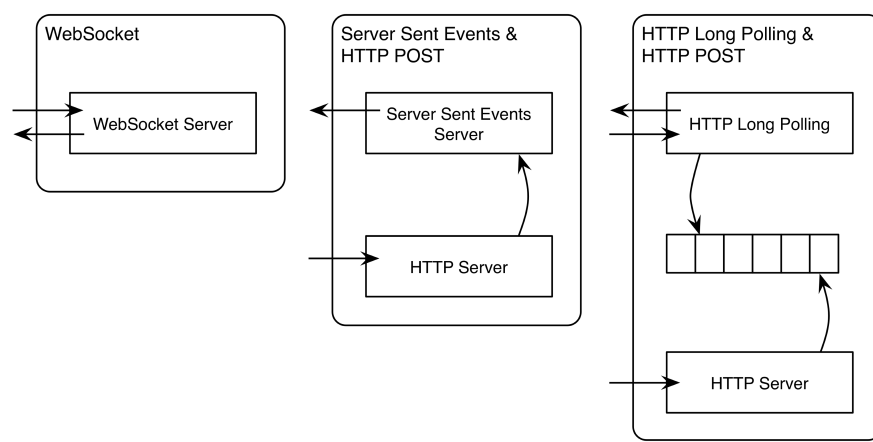 WebSocket
WebSocket Server
Server Sent Events &
HTTP POST
Server Sent Events
Server
HTTP Server
HTTP Long Polling &
HTTP POST
HTTP Long Polling
HTTP Server